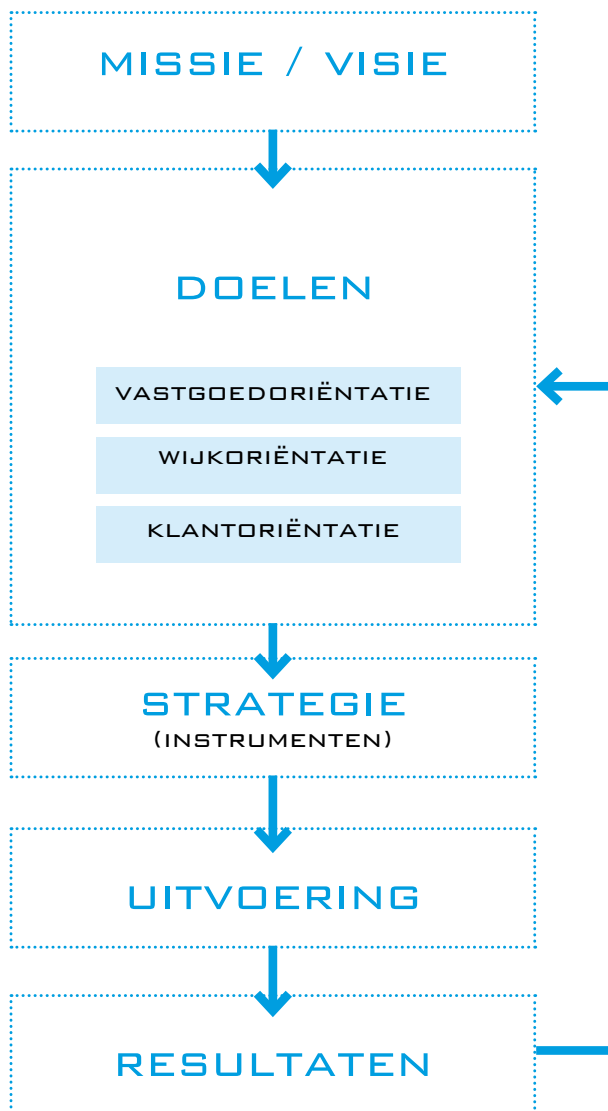 MISSIE / VISIE
DOELEN
VASTGOEDORIËNTATIE
WIJKORIËNTATIE
KLANTORIËNTATIE
STRATEGIE
(INSTRUMENTEN)
UITVOERING
RESULTATEN